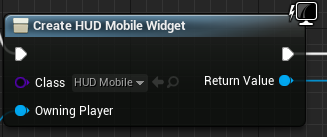 Create HUD Mobile Widget
Class HUD Mobile
Return Value
Owning Player